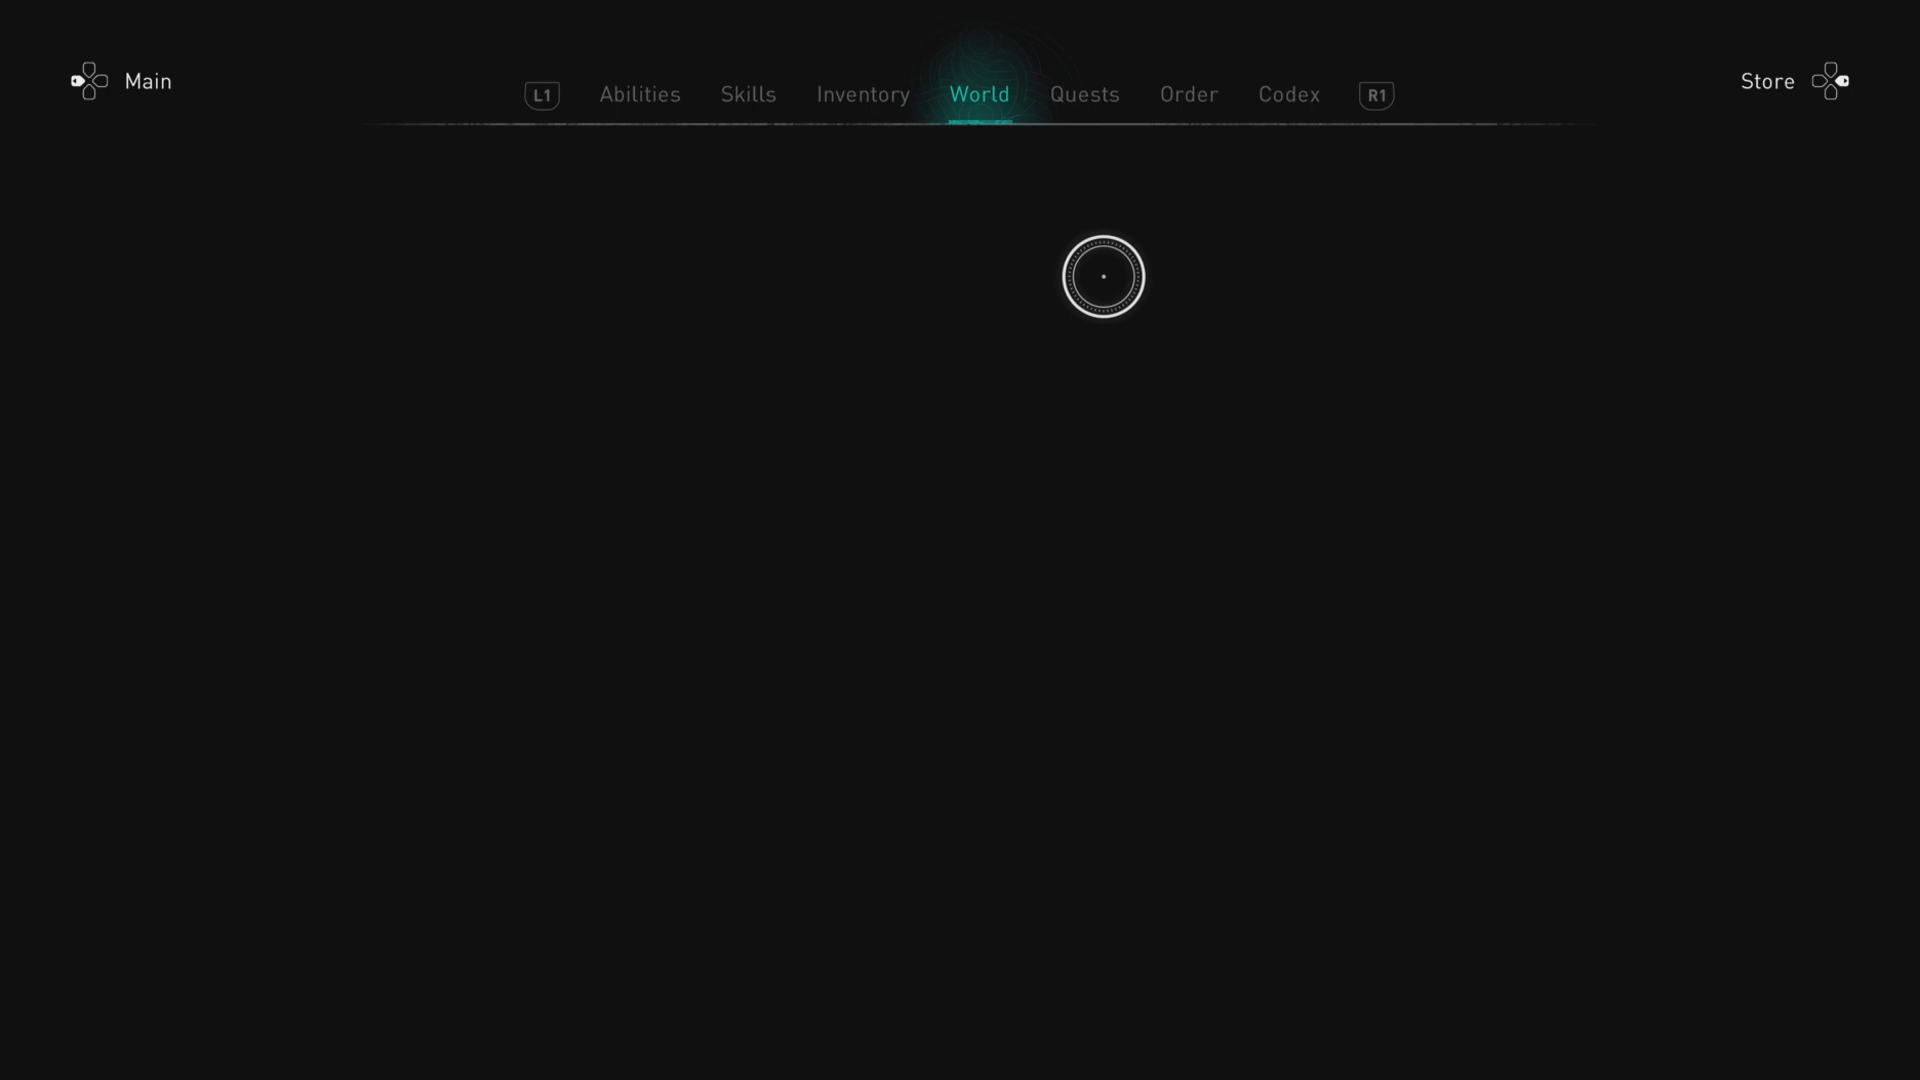 Main
L1 Abilities Skills Inventory World Quests Order Codex R1
Store